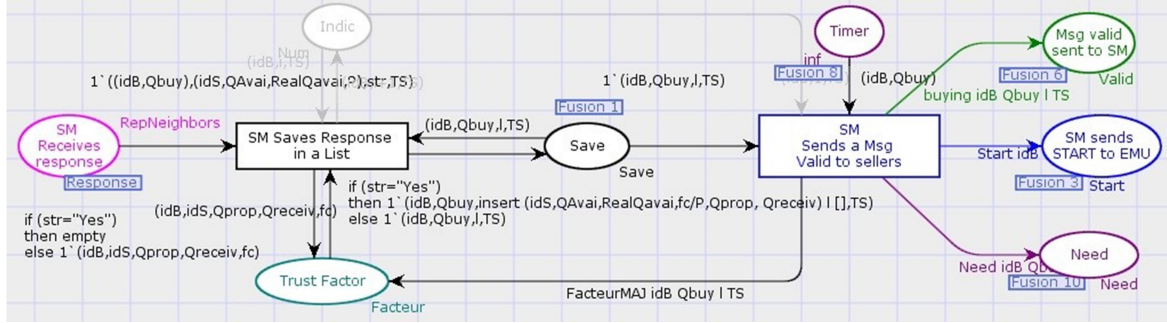 Indic
Timer
Msg valid
sent to SM
Num
inf
(idB,i,TS)
Fusion 8
(idB,Qbuy)
Fusion 6
Valid
1`((idB,Qbuy),(idS,QAvai,RealQavai,P),str,TS)
1`(idB,Qbuy,l,TS)
buying idB Qbuy l TS
Fusion 1
SM
Receives
response
RepNeighbors
SM Saves Response
in a List
(idB,Qbuy,l,TS)
Save
Save
SM
Sends a Msg
Valid to sellers
Start idB
SM sends
START to EMU
Response
Fusion 3
Start
if (str="Yes")
then empty
else 1`(idB,idS,Qprop,Qreceiv,fc)
(idB,idS,Qprop,Qreceiv,fc)
if (str="Yes")
then 1`(idB,Qbuy,insert (idS,QAvai,RealQavai,fc/P,Qprop, Qreceiv) l [],TS)
else 1`(idB,Qbuy,l,TS)
Need
Need idB
Fusion 10
Need
Trust Factor
Facteur
FacteurMAJ idB Qbuy l TS